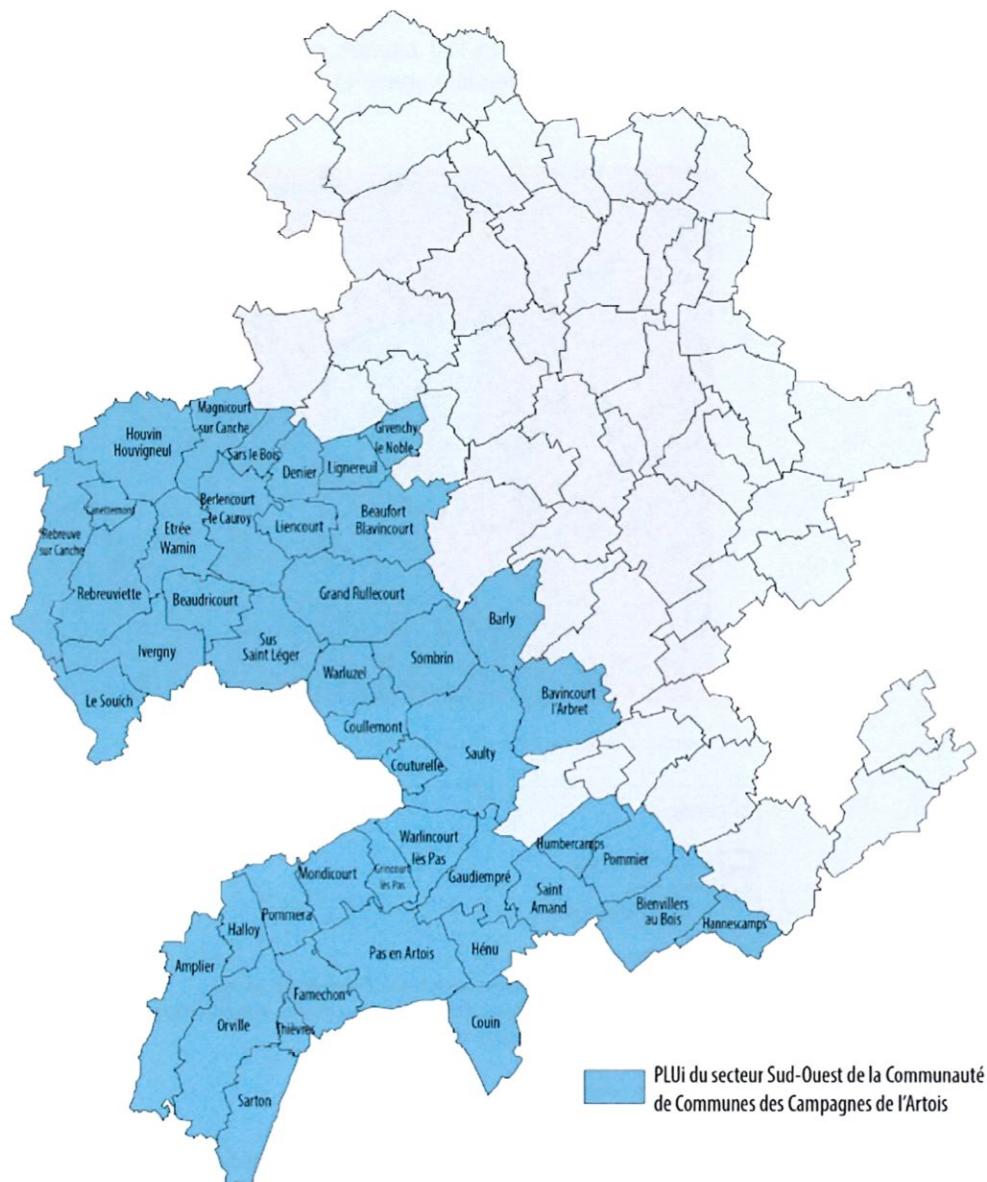 Magnicourt
sur Canche
Houvin
Houvigneul
Givenchy
le Noble
Sars le Bois
Denier
Lignereuil
Berlencourt
le Cauroy
Beaufort
Blavincourt
Liencourt
Etrée
Wamin
Rebreuve
sur Canche
Rebreuviette
Beaudricourt
Grand Rullecourt
Barly
Ivergny
Sus
Saint Léger
Sombrin
Warluzel
Bavincourt
l'Arbret
Le Souich
Coullemont
Saulty
Couturelle
Warlincourt
lès Pas
Humbercamps
Mondicourt
Grincourt
lès Pas
Gaudiempré
Pommier
Saint
Amand
Bienvillers
au Bois
Hannescamps
Pommera
Halloy
Pas en Artois
Hénu
Amplier
Famechon
Orville
Thièvres
Couin
Sarton
PLUi du secteur Sud-Ouest de la Communauté
de Communes des Campagnes de l'Artois